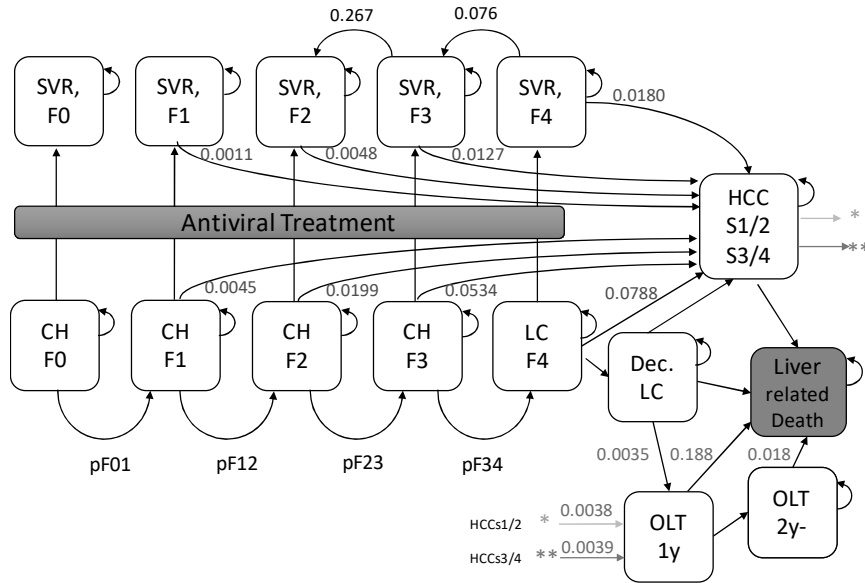 0.267
0.076
SVR,
F0
SVR,
F1
SVR,
F2
SVR,
F3
SVR,
F4
0.0180
0.0011
0.0048
0.0127
HCC
S1/2
S3/4
*
**
Antiviral Treatment
0.0045
0.0199
0.0534
0.0788
CH
F0
CH
F1
CH
F2
CH
F3
LC
F4
Dec.
LC
Liver
related
Death
pF01
pF12
pF23
pF34
0.0035
0.188
0.018
HCCs1/2
*
0.0038
HCCs3/4
**
0.0039
OLT
1y
OLT
2y-